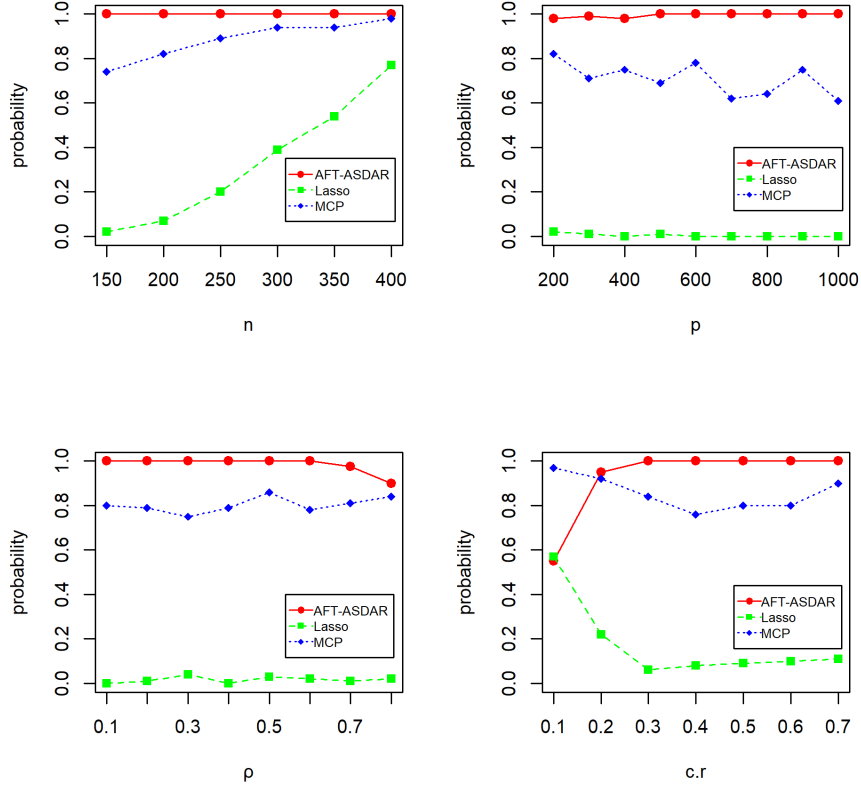 probability
0.0 0.2 0.4 0.6 0.8 1.0
AFT-ASDAR
Lasso
MCP
150 200 250 300 350 400
n
probability
0.0 0.2 0.4 0.6 0.8 1.0
AFT-ASDAR
Lasso
MCP
200 400 600 800 1000
p
probability
0.0 0.2 0.4 0.6 0.8 1.0
AFT-ASDAR
Lasso
MCP
0.1 0.3 0.5 0.7
ρ
probability
0.0 0.2 0.4 0.6 0.8 1.0
AFT-ASDAR
Lasso
MCP
0.1 0.2 0.3 0.4 0.5 0.6 0.7
c.r